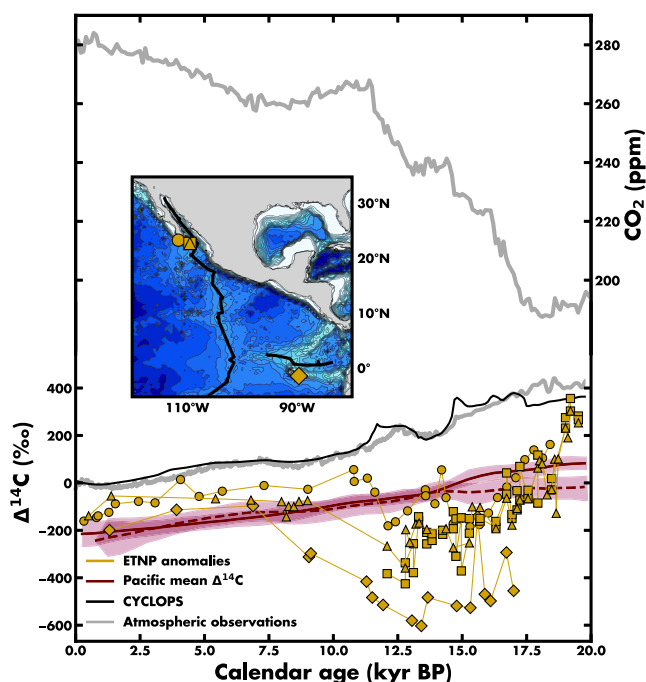 280
260
240
220
200
CO₂ (ppm)
30°N
20°N
10°N
0°
110°W
90°W
400
200
0
−200
−400
−600
Δ¹⁴C (‰)
ETNP anomalies
Pacific mean Δ¹⁴C
CYCLOPS
Atmospheric observations
0.0 2.5 5.0 7.5 10.0 12.5 15.0 17.5 20.0
Calendar age (kyr BP)